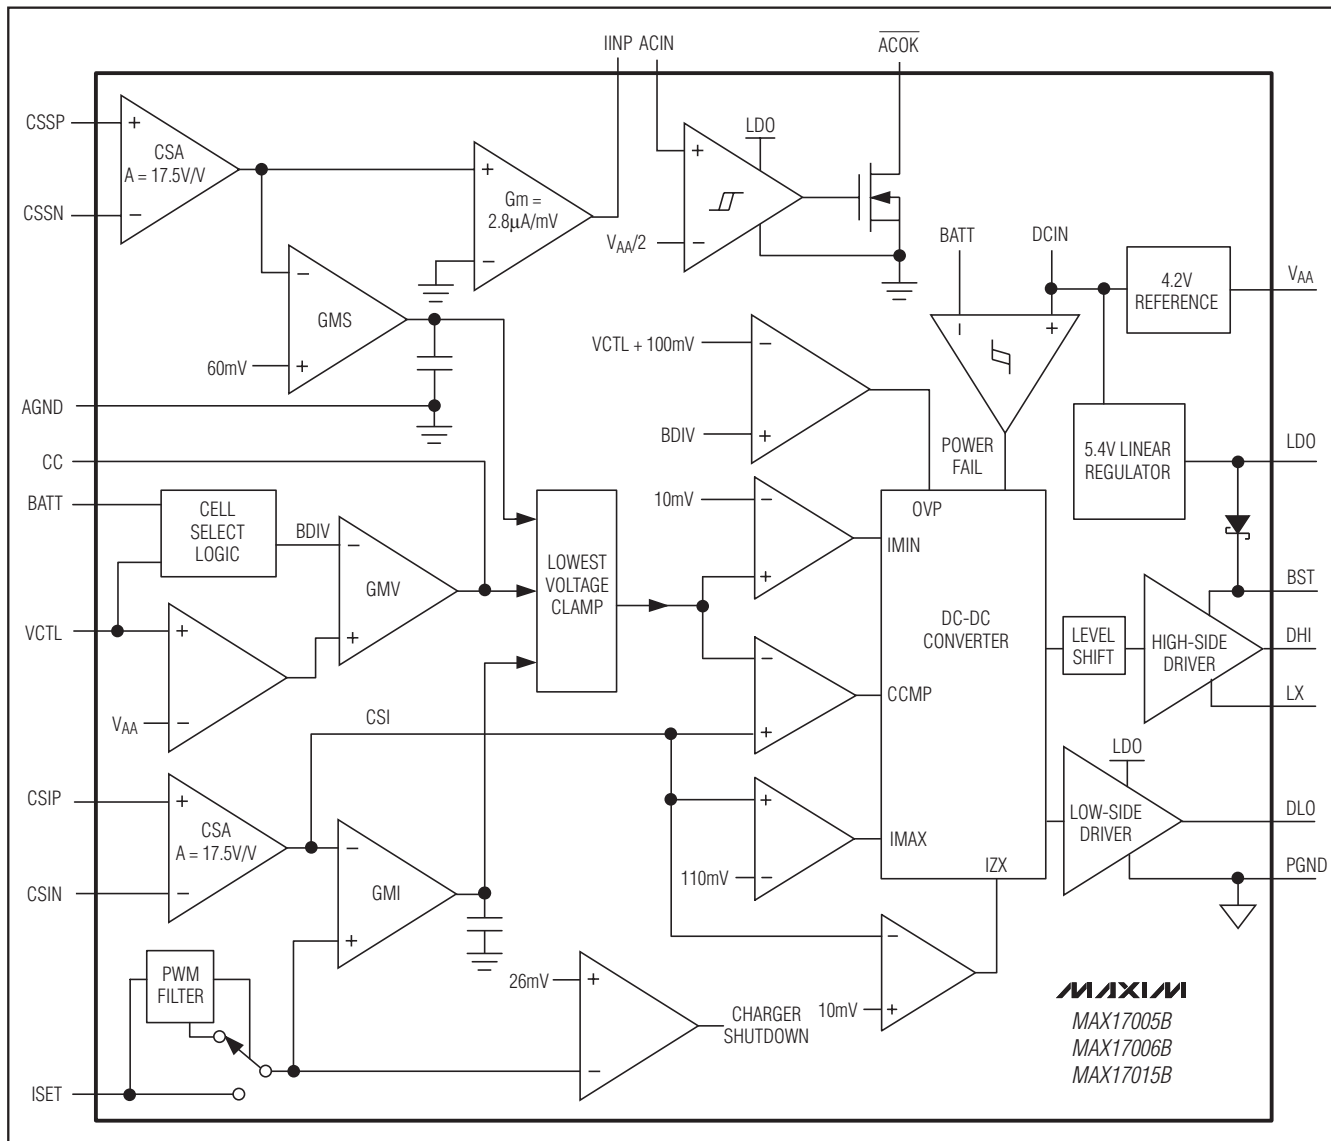 IINP ACIN
ACOK
CSSP
CSA
A = 17.5V/V
CSSN
+
−
+
Gm =
2.8µA/mV
−
LDO
+
VAA/2
−
BATT
DCIN
4.2V
REFERENCE
VAA
−
GMS
60mV
+
VCTL + 100mV
−
BDIV
+
−
+
POWER
FAIL
5.4V LINEAR
REGULATOR
LDO
AGND
CC
BATT
CELL
SELECT
LOGIC
BDIV
−
GMV
+
LOWEST
VOLTAGE
CLAMP
10mV
−
+
OVP
IMIN
DC-DC
CONVERTER
LEVEL
SHIFT
HIGH-SIDE
DRIVER
BST
DHI
LX
VCTL
+
VAA
−
−
CCMP
+
CSI
CSIP
+
CSA
A = 17.5V/V
−
CSIN
−
GMI
+
+
IMAX
110mV
−
IZX
LDO
LOW-SIDE
DRIVER
DLO
PGND
PWM
FILTER
26mV
+
−
CHARGER
SHUTDOWN
−
10mV
+
MAXIM
MAX17005B
MAX17006B
MAX17015B
ISET